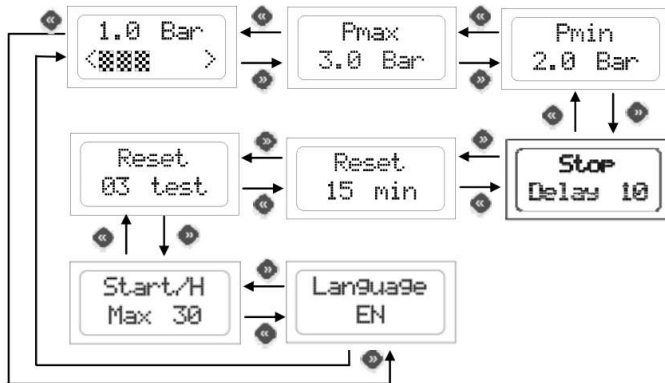 1.0 Bar
< >
Pmax
3.0 Bar
Pmin
2.0 Bar
Reset
03 test
Reset
15 min
Stop
Delay 10
Start/H
Max 30
Language
EN